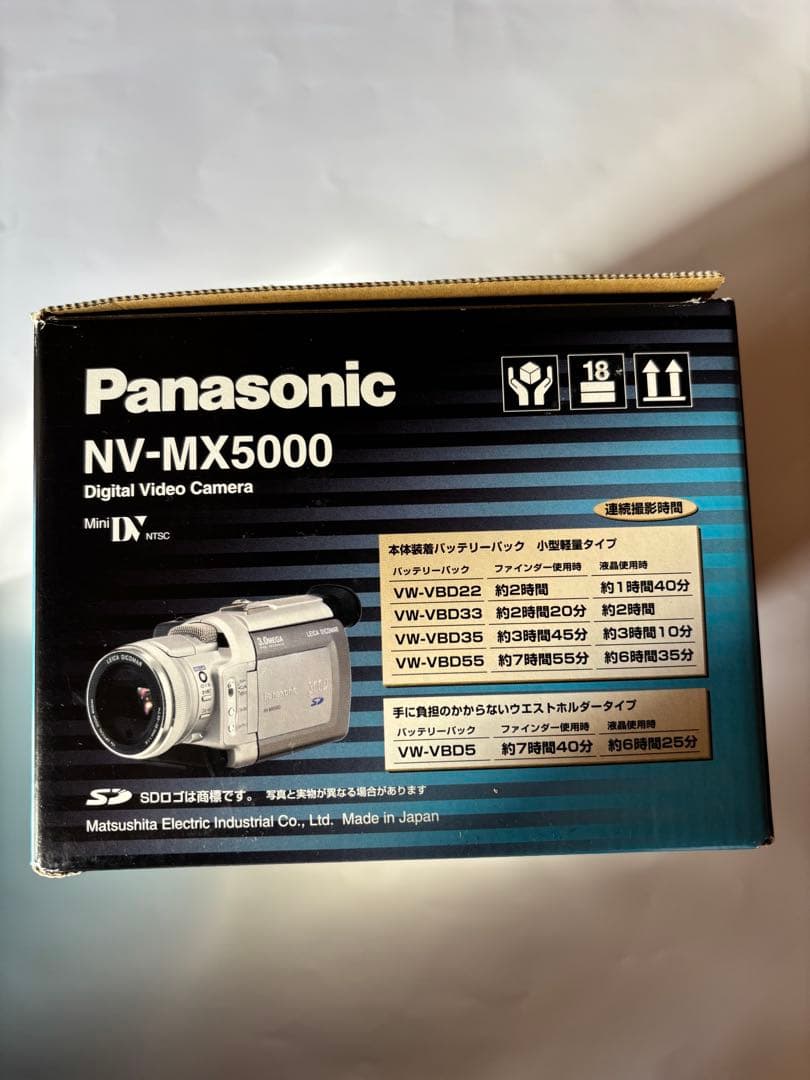 Panasonic
18
NV-MX5000
Digital Video Camera
Mini DV NTSC
連続撮影時間
本体装着バッテリーパック 小型軽量タイプ
バッテリーパック ファインダー使用時 液晶使用時
VW-VBD22 約2時間 約1時間40分
VW-VBD33 約2時間20分 約2時間
VW-VBD35 約3時間45分 約3時間10分
VW-VBD55 約7時間55分 約6時間35分
手に負担のかからないウエストホルダータイプ
バッテリーパック ファインダー使用時 液晶使用時
VW-VBD5 約7時間40分 約6時間25分
3.0MEGA
LEICA DICOMAR
LEICA DICOMAR
Panasonic
SD
SD SDロゴは商標です。 写真と実物が異なる場合があります
Matsushita Electric Industrial Co., Ltd. Made in Japan